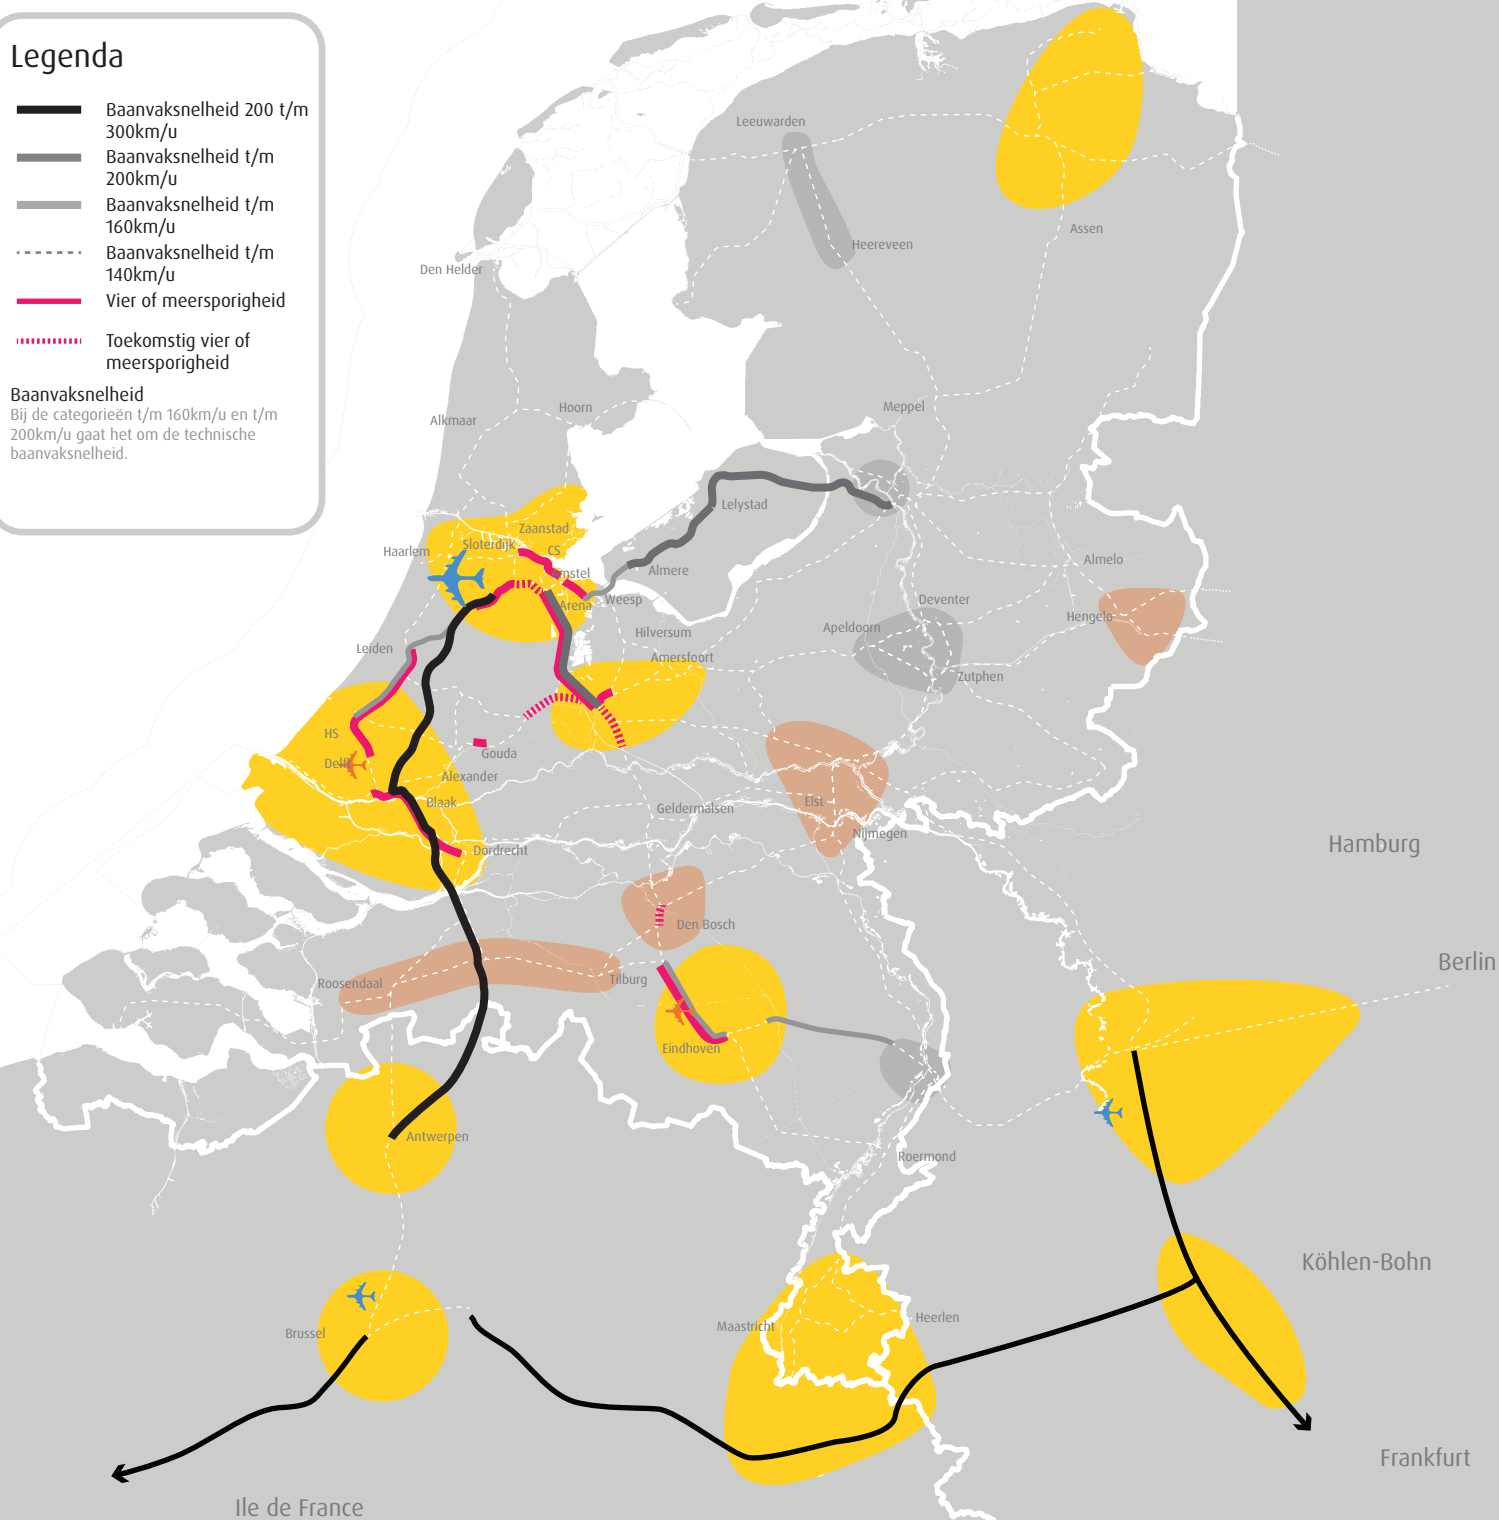 Legenda
Baanvaksnelheid 200 t/m
300km/u
Baanvaksnelheid t/m
200km/u
Baanvaksnelheid t/m
160km/u
Baanvaksnelheid t/m
140km/u
Vier of meersporigheid
Toekomstig vier of
meersporigheid
Baanvaksnelheid
Bij de categorieën t/m 160km/u en t/m
200km/u gaat het om de technische
baanvaksnelheid.
Leeuwarden
Assen
Heereveen
Den Helder
Meppel
Hoorn
Alkmaar
Lelystad
Zaanstad
Sloterdijk
CS
Haarlem
Almelo
Almere
Amstel
Weesp
Deventer
Arena
Hengelo
Apeldoorn
Hilversum
Leiden
Amersfoort
Zutphen
HS
Gouda
Delft
Alexander
Blaak
Elst
Geldermalsen
Nijmegen
Hamburg
Dordrecht
Den Bosch
Berlin
Tilburg
Roosendaal
Eindhoven
Antwerpen
Roermond
Köhlen-Bohn
Heerlen
Maastricht
Brussel
Frankfurt
Ile de France